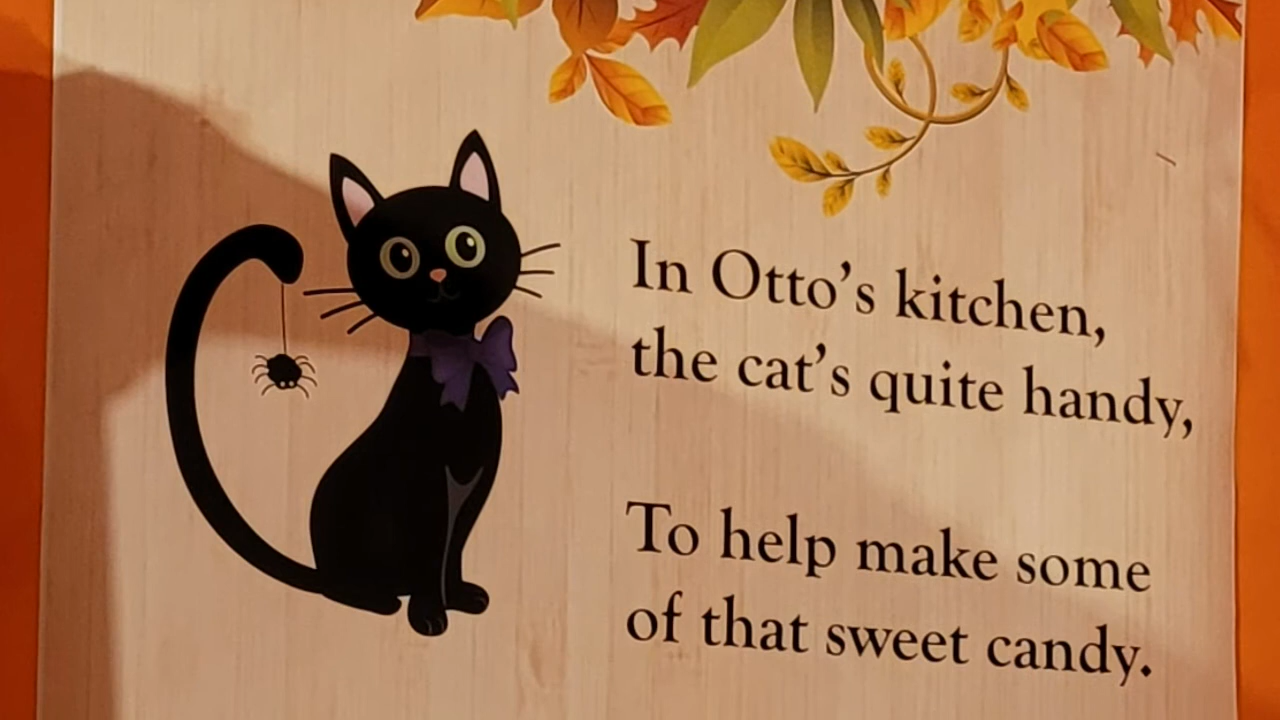 In Otto's kitchen,
the cat's quite handy,
To help make some
of that sweet candy.